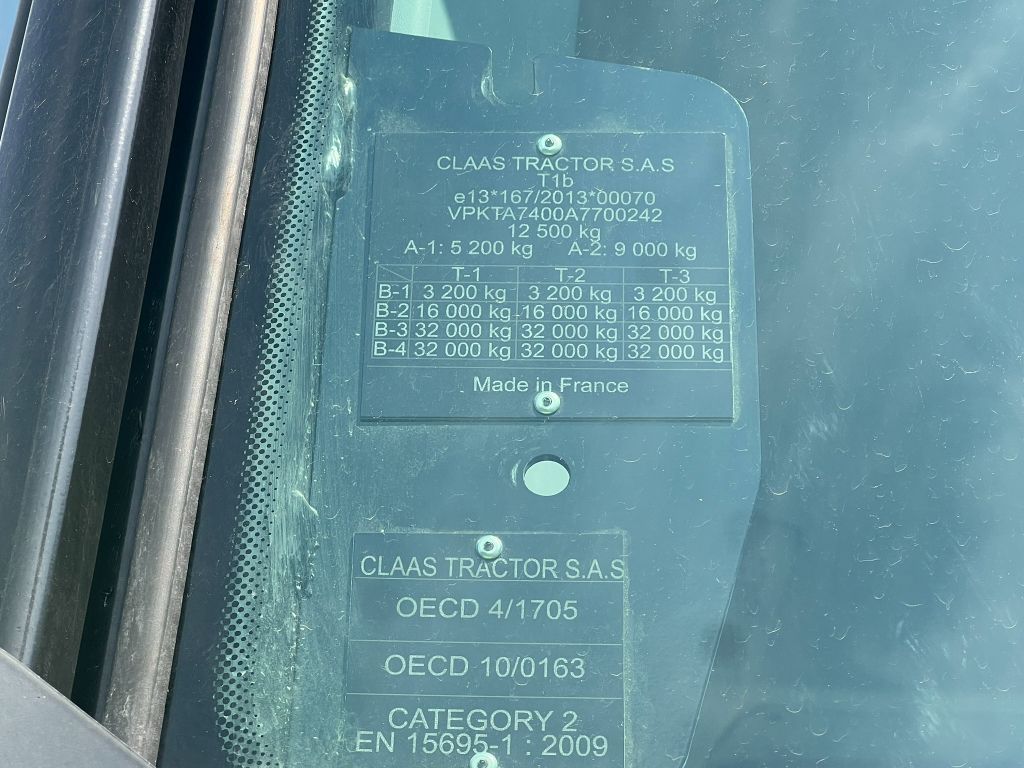 CLAAS TRACTOR S.A.S
T1b
e13*167/2013*00070
VPKTA7400A7700242
12 500 kg
A-1: 5 200 kg A-2: 9 000 kg
T-1 T-2 T-3
B-1 3 200 kg 3 200 kg 3 200 kg
B-2 16 000 kg 16 000 kg 16 000 kg
B-3 32 000 kg 32 000 kg 32 000 kg
B-4 32 000 kg 32 000 kg 32 000 kg
Made in France
CLAAS TRACTOR S.A.S
OECD 4/1705
OECD 10/0163
CATEGORY 2
EN 15695-1 : 2009